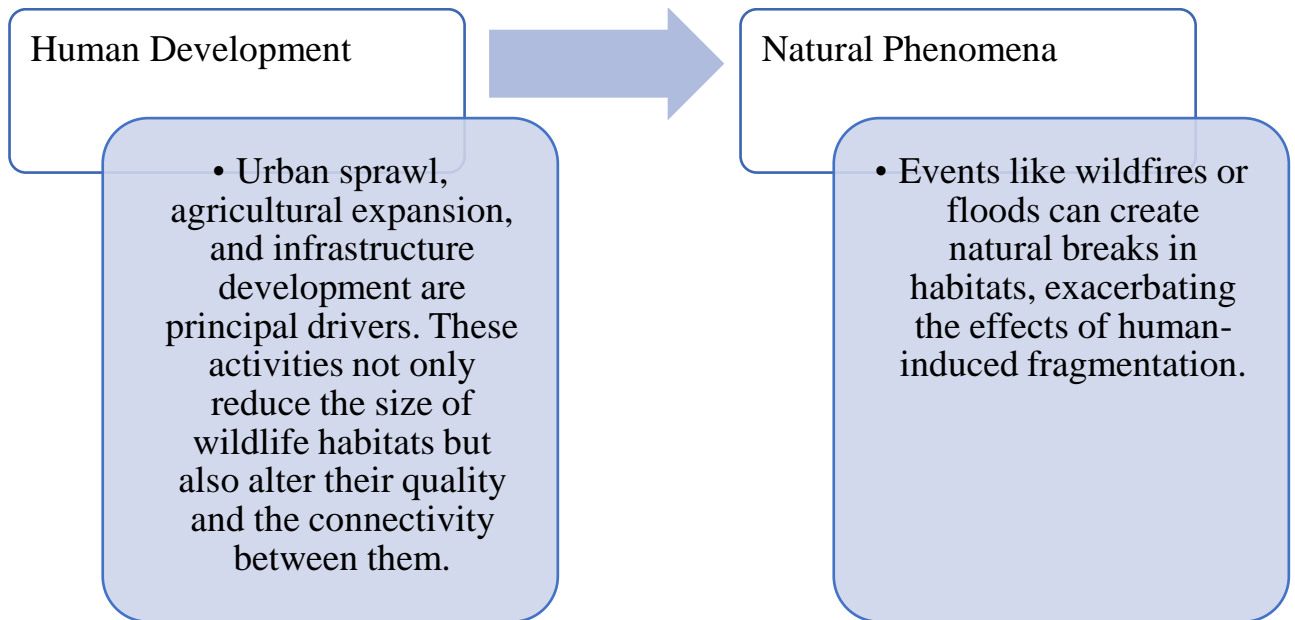 Human Development
• Urban sprawl,
agricultural expansion,
and infrastructure
development are
principal drivers. These
activities not only
reduce the size of
wildlife habitats but
also alter their quality
and the connectivity
between them.
Natural Phenomena
• Events like wildfires or
floods can create
natural breaks in
habitats, exacerbating
the effects of human-
induced fragmentation.